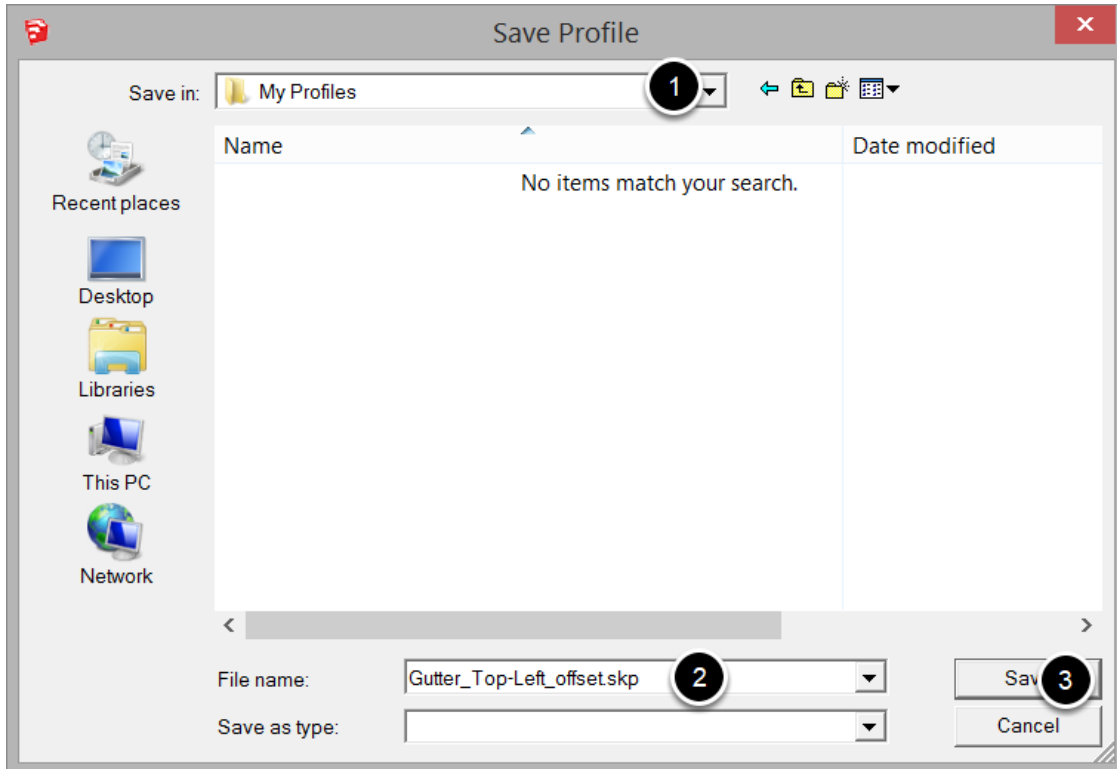 Save Profile
Save in: My Profiles 1
Name Date modified
No items match your search.
Recent places
Desktop
Libraries
This PC
Network
File name: Gutter_Top-Left_offset.skp 2 Sav 3
Save as type: Cancel